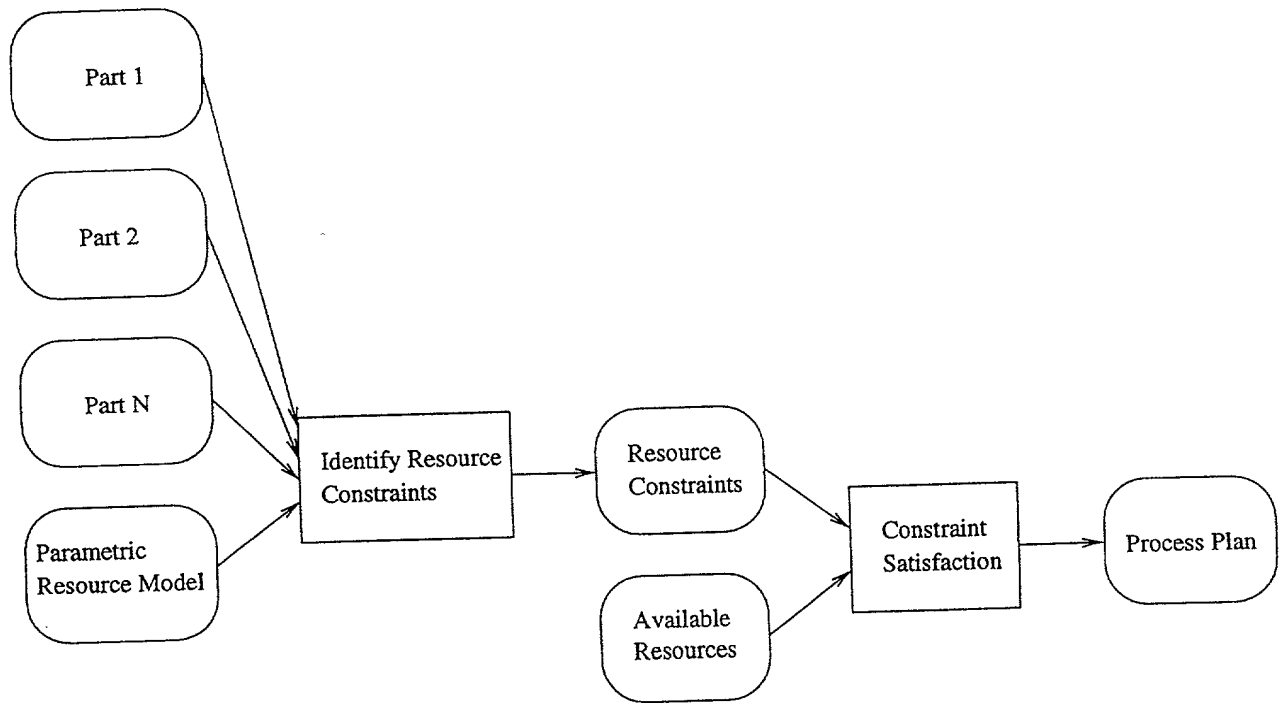 Part 1
Part 2
Part N
Parametric
Resource Model
Identify Resource
Constraints
Resource
Constraints
Available
Resources
Constraint
Satisfaction
Process Plan